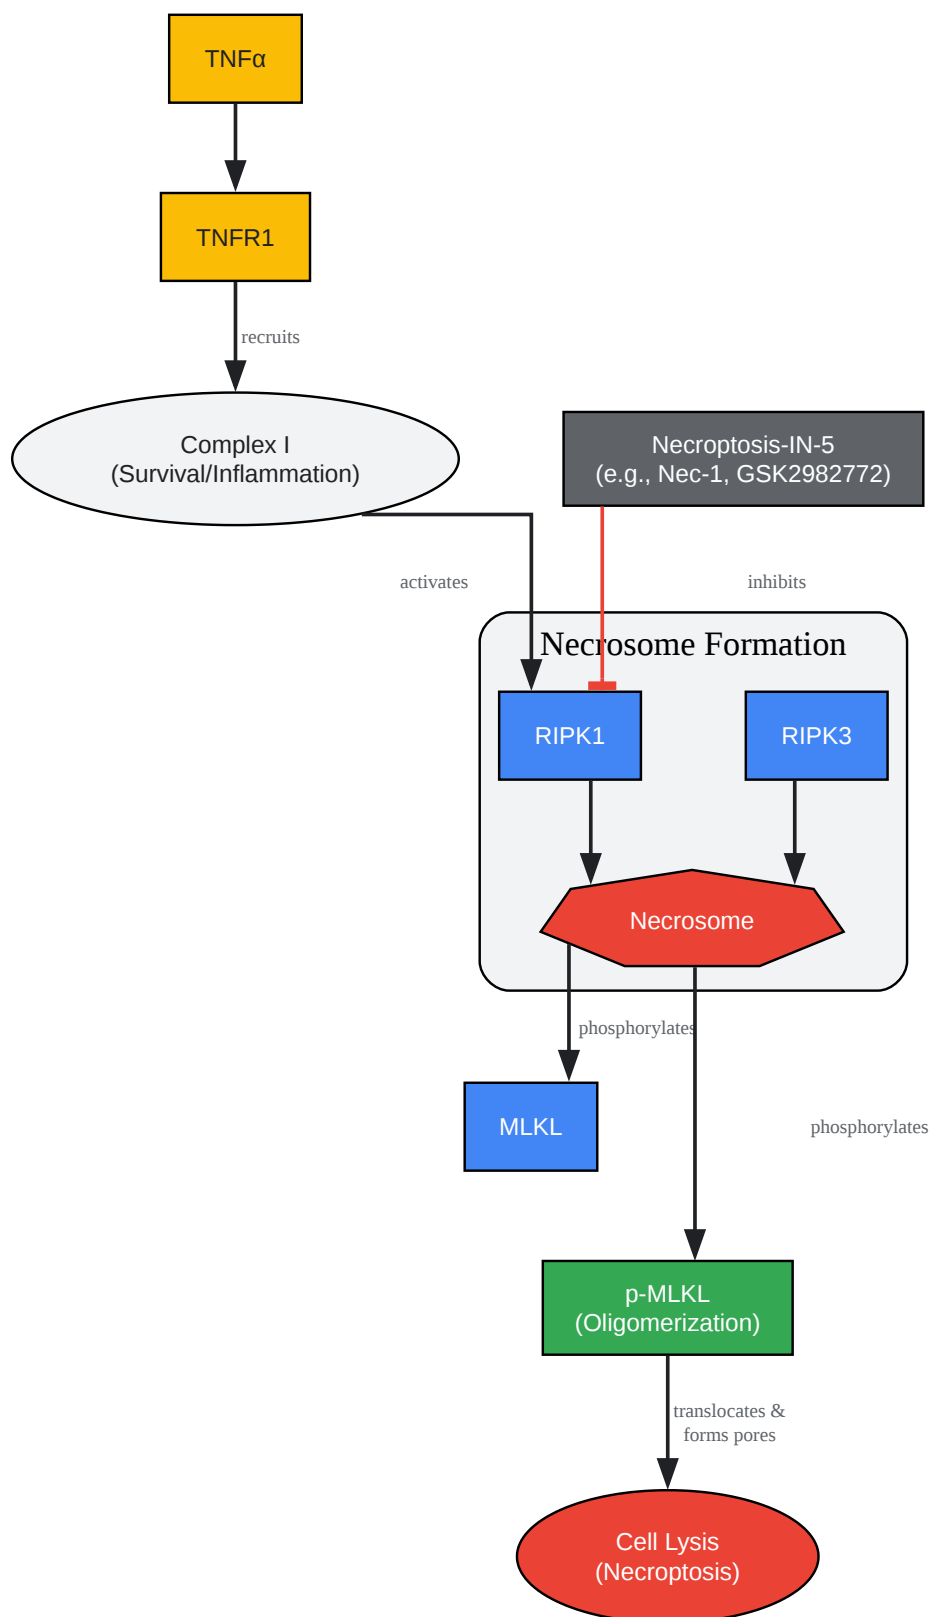 TNFα
TNFR1
recruits
Complex I
(Survival/Inflammation)
Necroptosis-IN-5
(e.g., Nec-1, GSK2982772)
activates
inhibits
Necrosome Formation
RIPK1
RIPK3
Necrosome
phosphorylates
MLKL
phosphorylates
p-MLKL
(Oligomerization)
translocates &
forms pores
Cell Lysis
(Necroptosis)